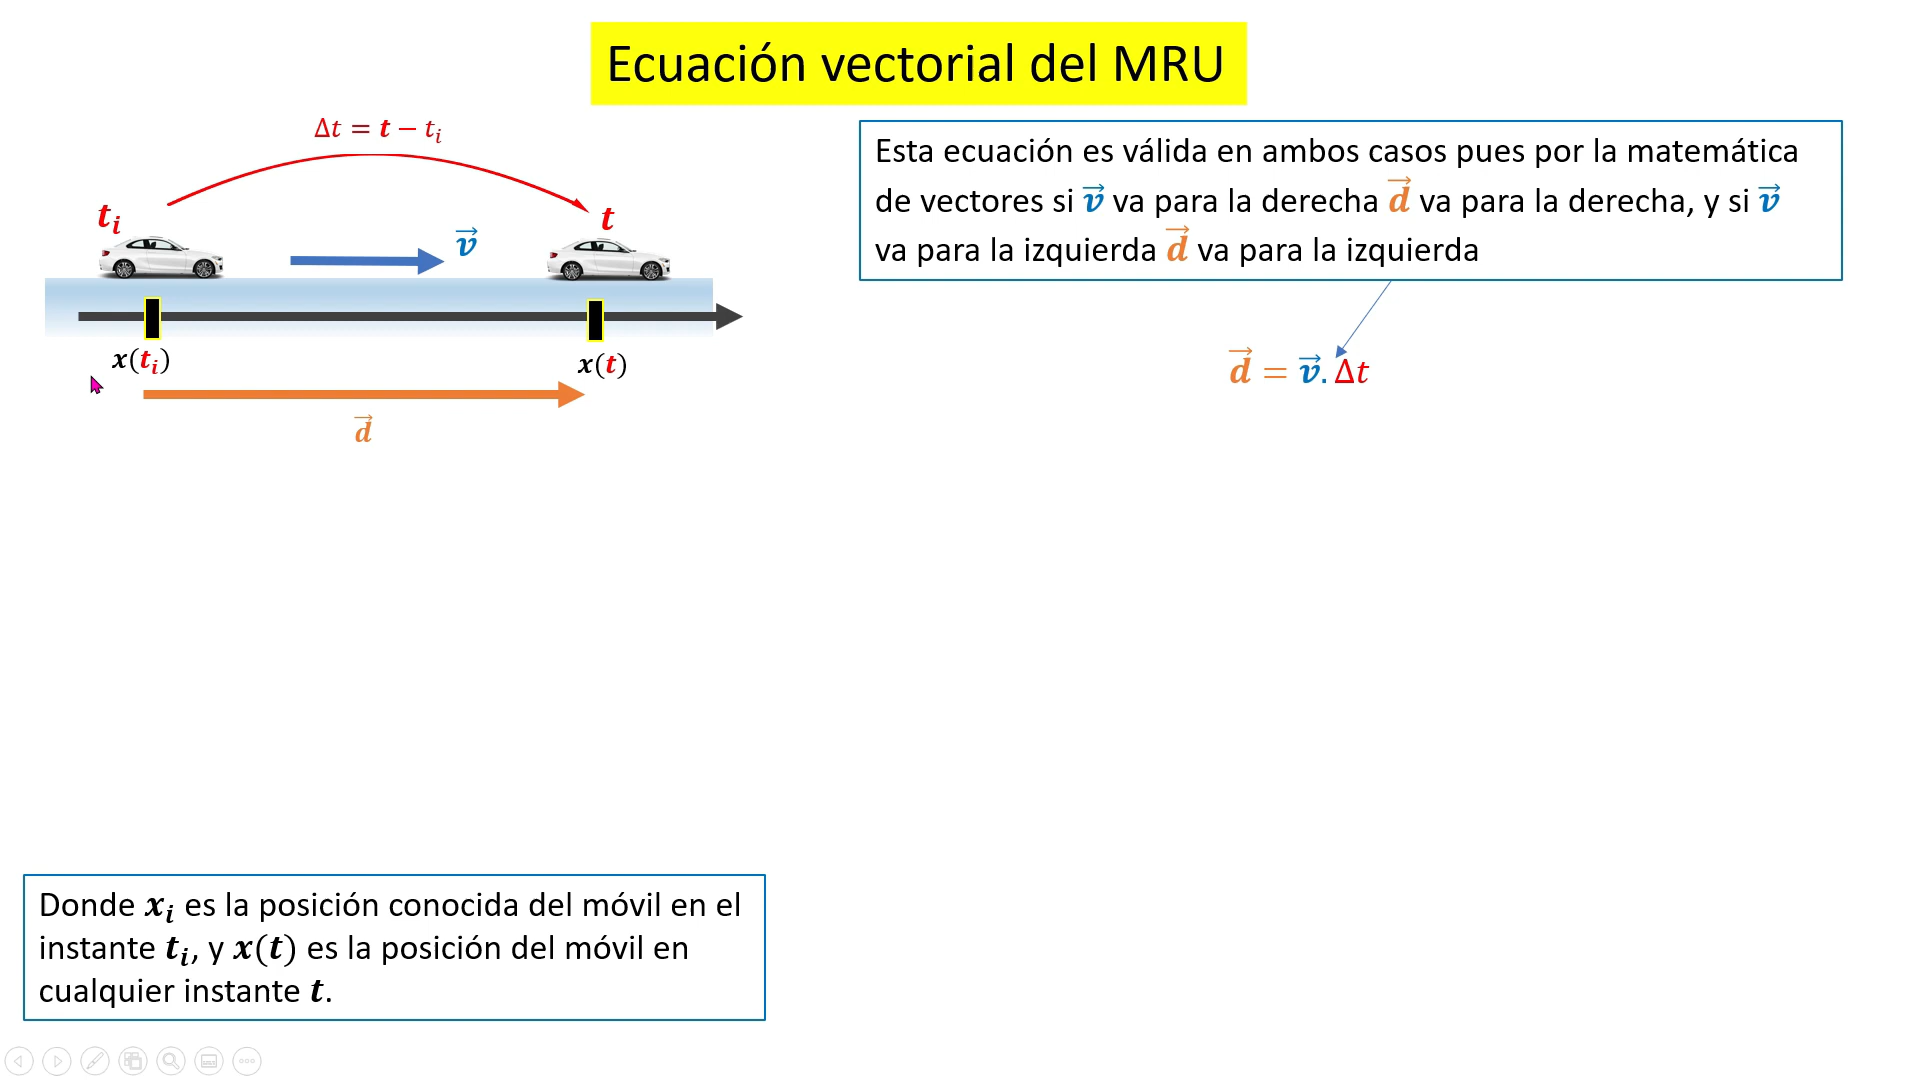 Ecuación vectorial del MRU
Δt = t − tᵢ
tᵢ
t
v⃗
x(tᵢ)
x(t)
d⃗
Esta ecuación es válida en ambos casos pues por la matemática
de vectores si v⃗ va para la derecha d⃗ va para la derecha, y si v⃗
va para la izquierda d⃗ va para la izquierda
d⃗ = v⃗. Δt
Donde xᵢ es la posición conocida del móvil en el
instante tᵢ, y x(t) es la posición del móvil en
cualquier instante t.